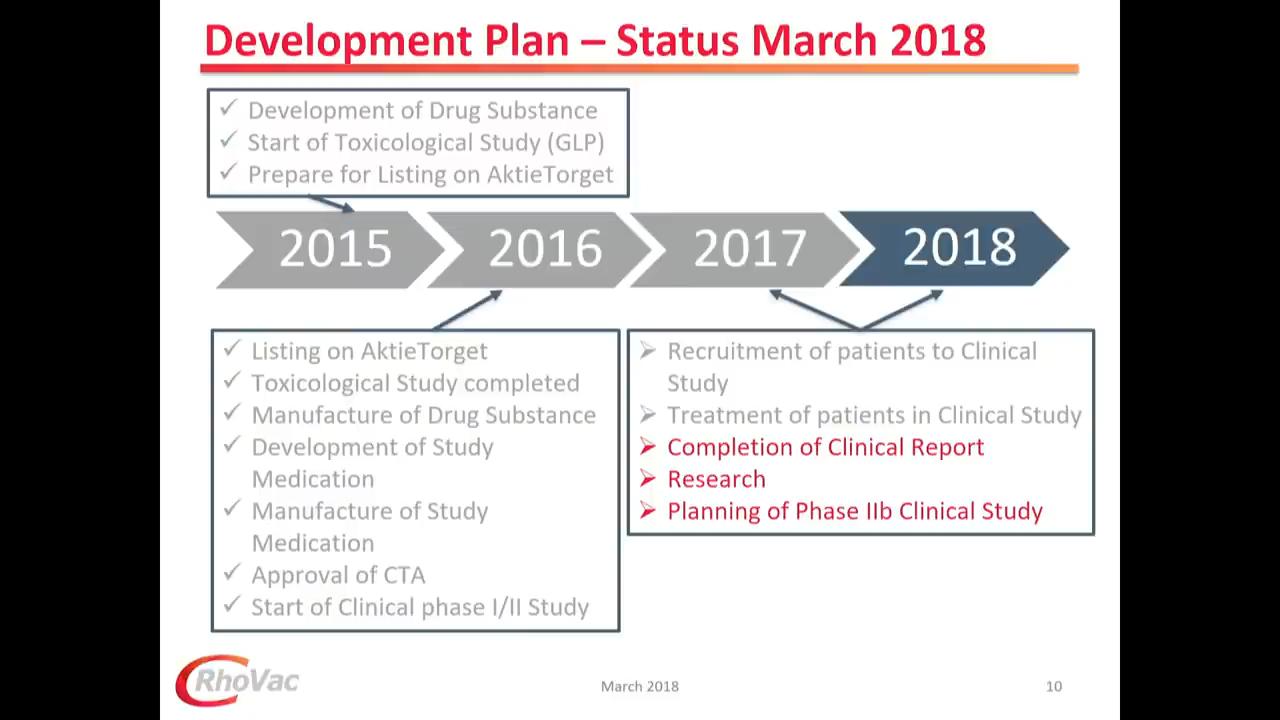 Development Plan – Status March 2018
✓ Development of Drug Substance
✓ Start of Toxicological Study (GLP)
✓ Prepare for Listing on AktieTorget
2015
2016
2017
2018
✓ Listing on AktieTorget
✓ Toxicological Study completed
✓ Manufacture of Drug Substance
✓ Development of Study
Medication
✓ Manufacture of Study
Medication
✓ Approval of CTA
✓ Start of Clinical phase I/II Study
➢ Recruitment of patients to Clinical
Study
➢ Treatment of patients in Clinical Study
➢ Completion of Clinical Report
➢ Research
➢ Planning of Phase IIb Clinical Study
RhoVac
March 2018
10